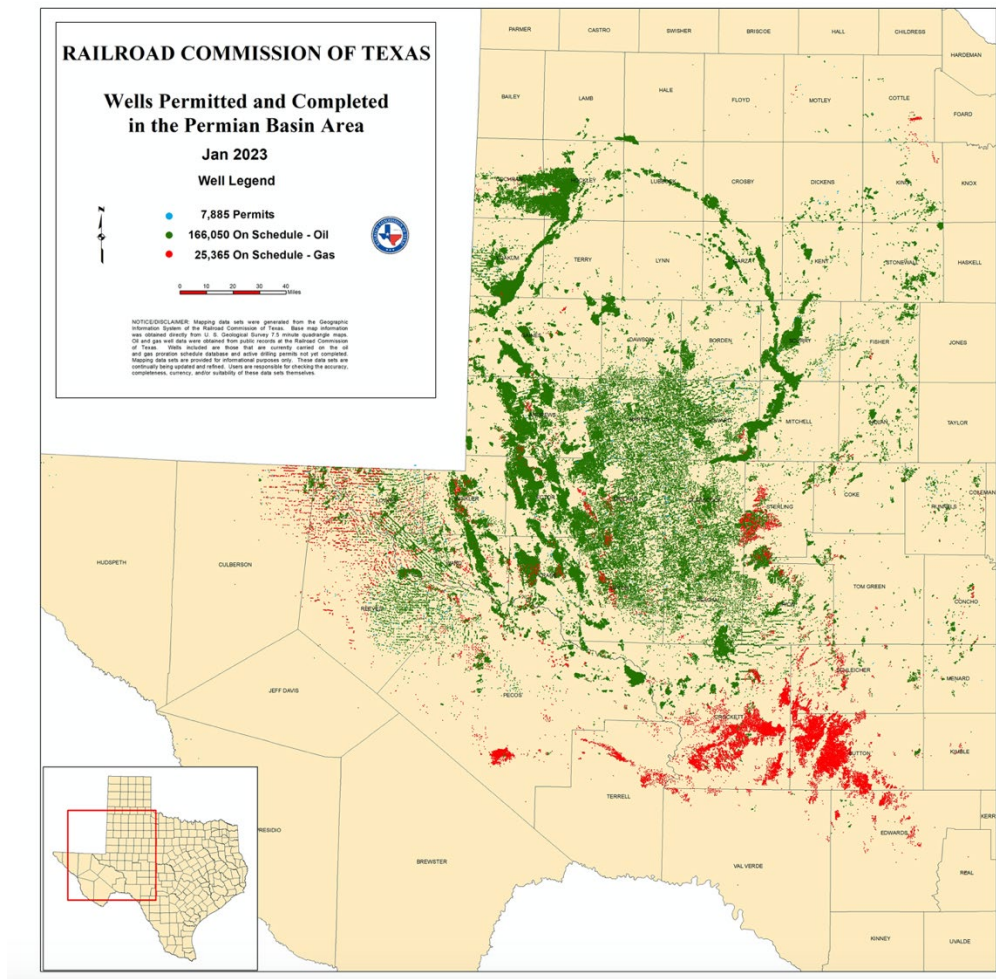 RAILROAD COMMISSION OF TEXAS
Wells Permitted and Completed
in the Permian Basin Area
Jan 2023
Well Legend
7,885 Permits
166,050 On Schedule - Oil
25,365 On Schedule - Gas
0 10 20 30 40
Miles
NOTICE/DISCLAIMER: Mapping data sets were generated from the Geographic
Information System of the Railroad Commission of Texas. Base map information
was obtained directly from U. S. Geological Survey 7.5 minute quadrangle maps.
Oil and gas well data were obtained from public records at the Railroad Commission
of Texas. Wells included are those that are currently carried on the oil
and gas proration schedule database and active drilling permits not yet completed.
Mapping data sets are provided for informational purposes only. These data sets are
continually being updated and refined. Users are responsible for checking the accuracy,
completeness, currency, and/or suitability of these data sets themselves.
PARMER CASTRO SWISHER BRISCOE HALL CHILDRESS
HARDEMAN
BAILEY LAMB HALE FLOYD MOTLEY COTTLE
FOARD
CROSBY DICKENS KING KNOX
TERRY LYNN GARZA KENT STONEWALL HASKELL
DAWSON BORDEN SCURRY FISHER JONES
MITCHELL TAYLOR
COKE COLEMAN
STERLING RUNNELS
HUDSPETH CULBERSON
TOM GREEN
CONCHO
REEVES
SCHLEICHER MENARD
JEFF DAVIS
PECOS
CROCKETT
SUTTON KIMBLE
TERRELL
PRESIDIO
EDWARDS
KERR
BREWSTER
VAL VERDE
REAL
KINNEY UVALDE